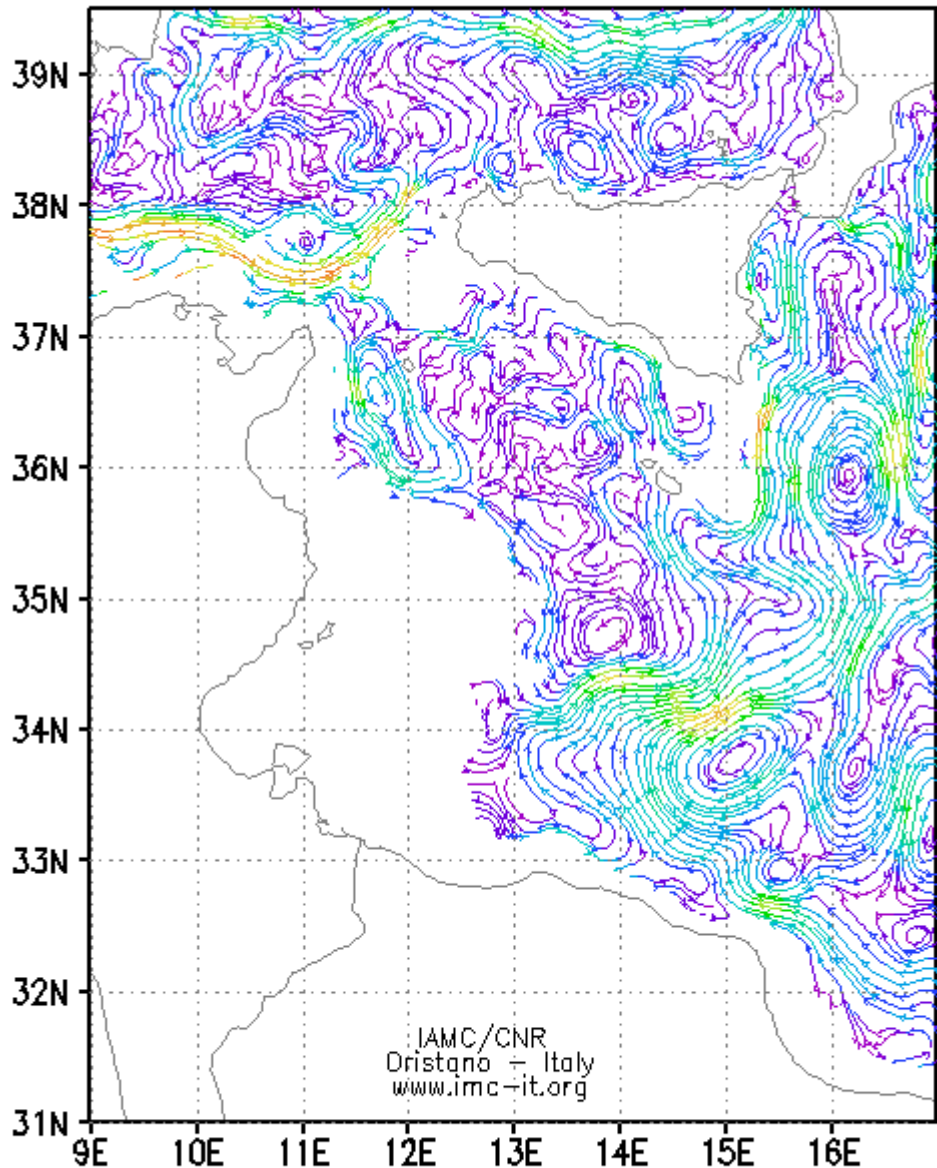 39N
38N
37N
36N
35N
34N
33N
32N
31N
IAMC/CNR
Oristano – Italy
www.imc-it.org
9E 10E 11E 12E 13E 14E 15E 16E